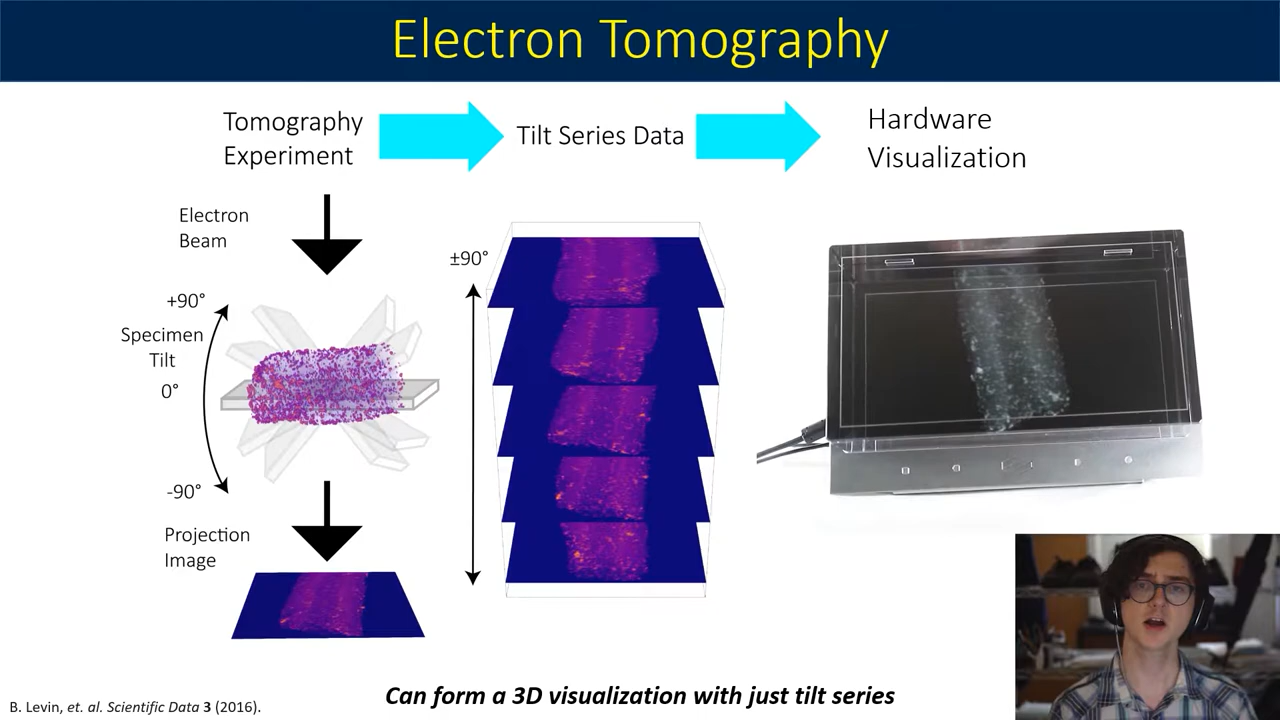 Electron Tomography
Tomography
Experiment
Tilt Series Data
Hardware
Visualization
Electron
Beam
+90°
Specimen
Tilt
0°
-90°
Projection
Image
±90°
Can form a 3D visualization with just tilt series
B. Levin, et. al. Scientific Data 3 (2016).